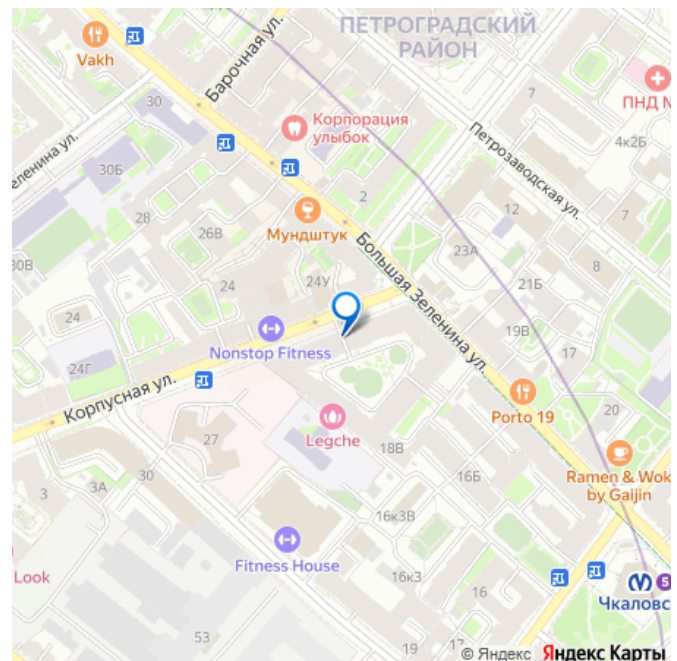 ПЕТРОГРАДСКИЙ
РАЙОН
Vakh
Барочная ул.
ПНД №
30
Корпорация
улыбок
7
4к2Б
Петрозаводская ул.
еленина ул.
30Б
2
12
7
28
Мундштук
26В
Большая Зеленина ул.
23А
8
30В
24
24У
21Б
24
Nonstop Fitness
19В
17
24Г
Корпусная ул.
Porto 19
20
Legche
27
18В
Ramen & Wok
by Gaijin
30
16Б
3
3А
16к3В
Fitness House
Look
16к3
16
5
Чкаловс
53
19
17
© Яндекс Яндекс Карты